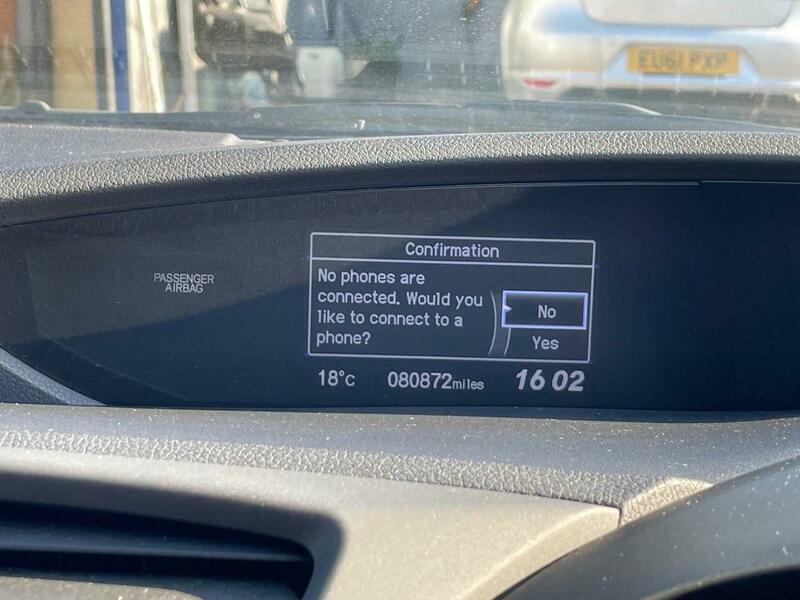 EU61 PXP
PASSENGER
AIRBAG
Confirmation
No phones are
connected. Would you
like to connect to a
phone?
No
Yes
18°C
080872miles
16 02